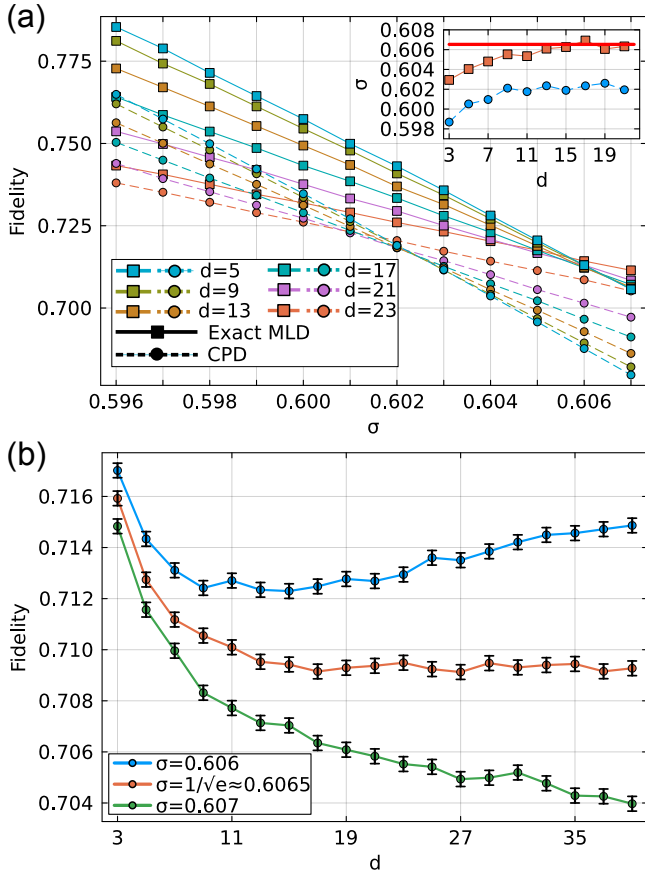 (a)
0.775
0.750
0.725
0.700
Fidelity
0.596
0.598
0.600
0.602
0.604
0.606
σ
d=5
d=17
d=9
d=21
d=13
d=23
Exact MLD
CPD
0.608
0.606
0.604
0.602
0.600
0.598
σ
3
7
11
15
19
d
(b)
0.716
0.714
0.712
0.710
0.708
0.706
0.704
Fidelity
σ=0.606
σ=1/√e≈0.6065
σ=0.607
3
11
19
27
35
d